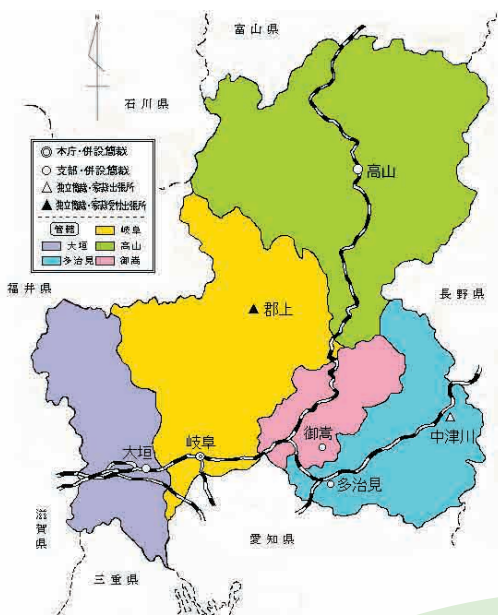 富山県
石川県
◎ 本庁・併設簡裁
○ 支部・併設簡裁
△ 独立簡裁・家裁出張所
▲ 独立簡裁・家裁受付出張所
管轄 岐阜
大垣 高山
多治見 御嵩
高山
福井県
長野県
▲ 郡上
御嵩
中津川
大垣
岐阜
多治見
滋賀県
愛知県
三重県